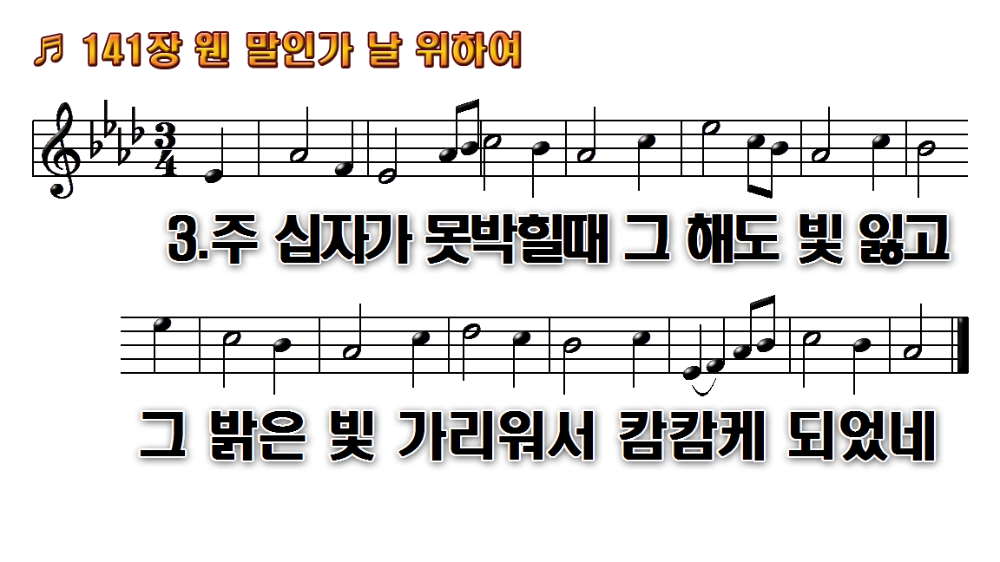 141장 웬 말인가 날 위하여
3.주 십자가 못박힐때 그 해도 빛 잃고
그 밝은 빛 가리워서 캄캄케 되었네